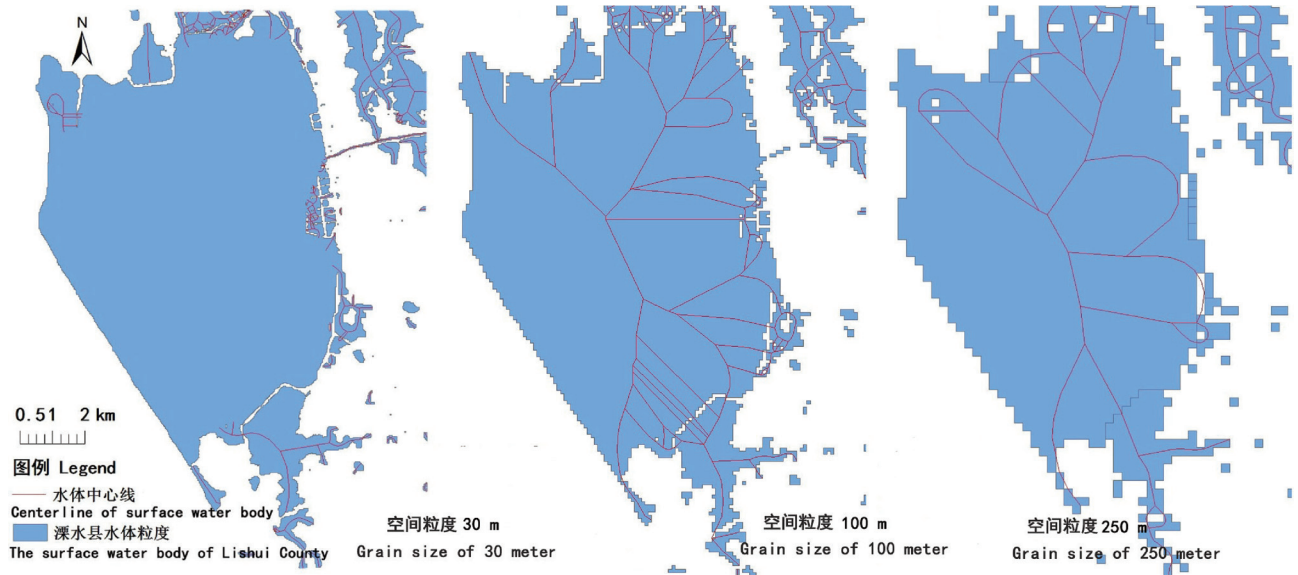 N
0.51 2 km
图例 Legend
水体中心线
Centerline of surface water body
溧水县水体粒度
The surface water body of Lishui County
空间粒度 30 m
Grain size of 30 meter
空间粒度 100 m
Grain size of 100 meter
空间粒度 250 m
Grain size of 250 meter